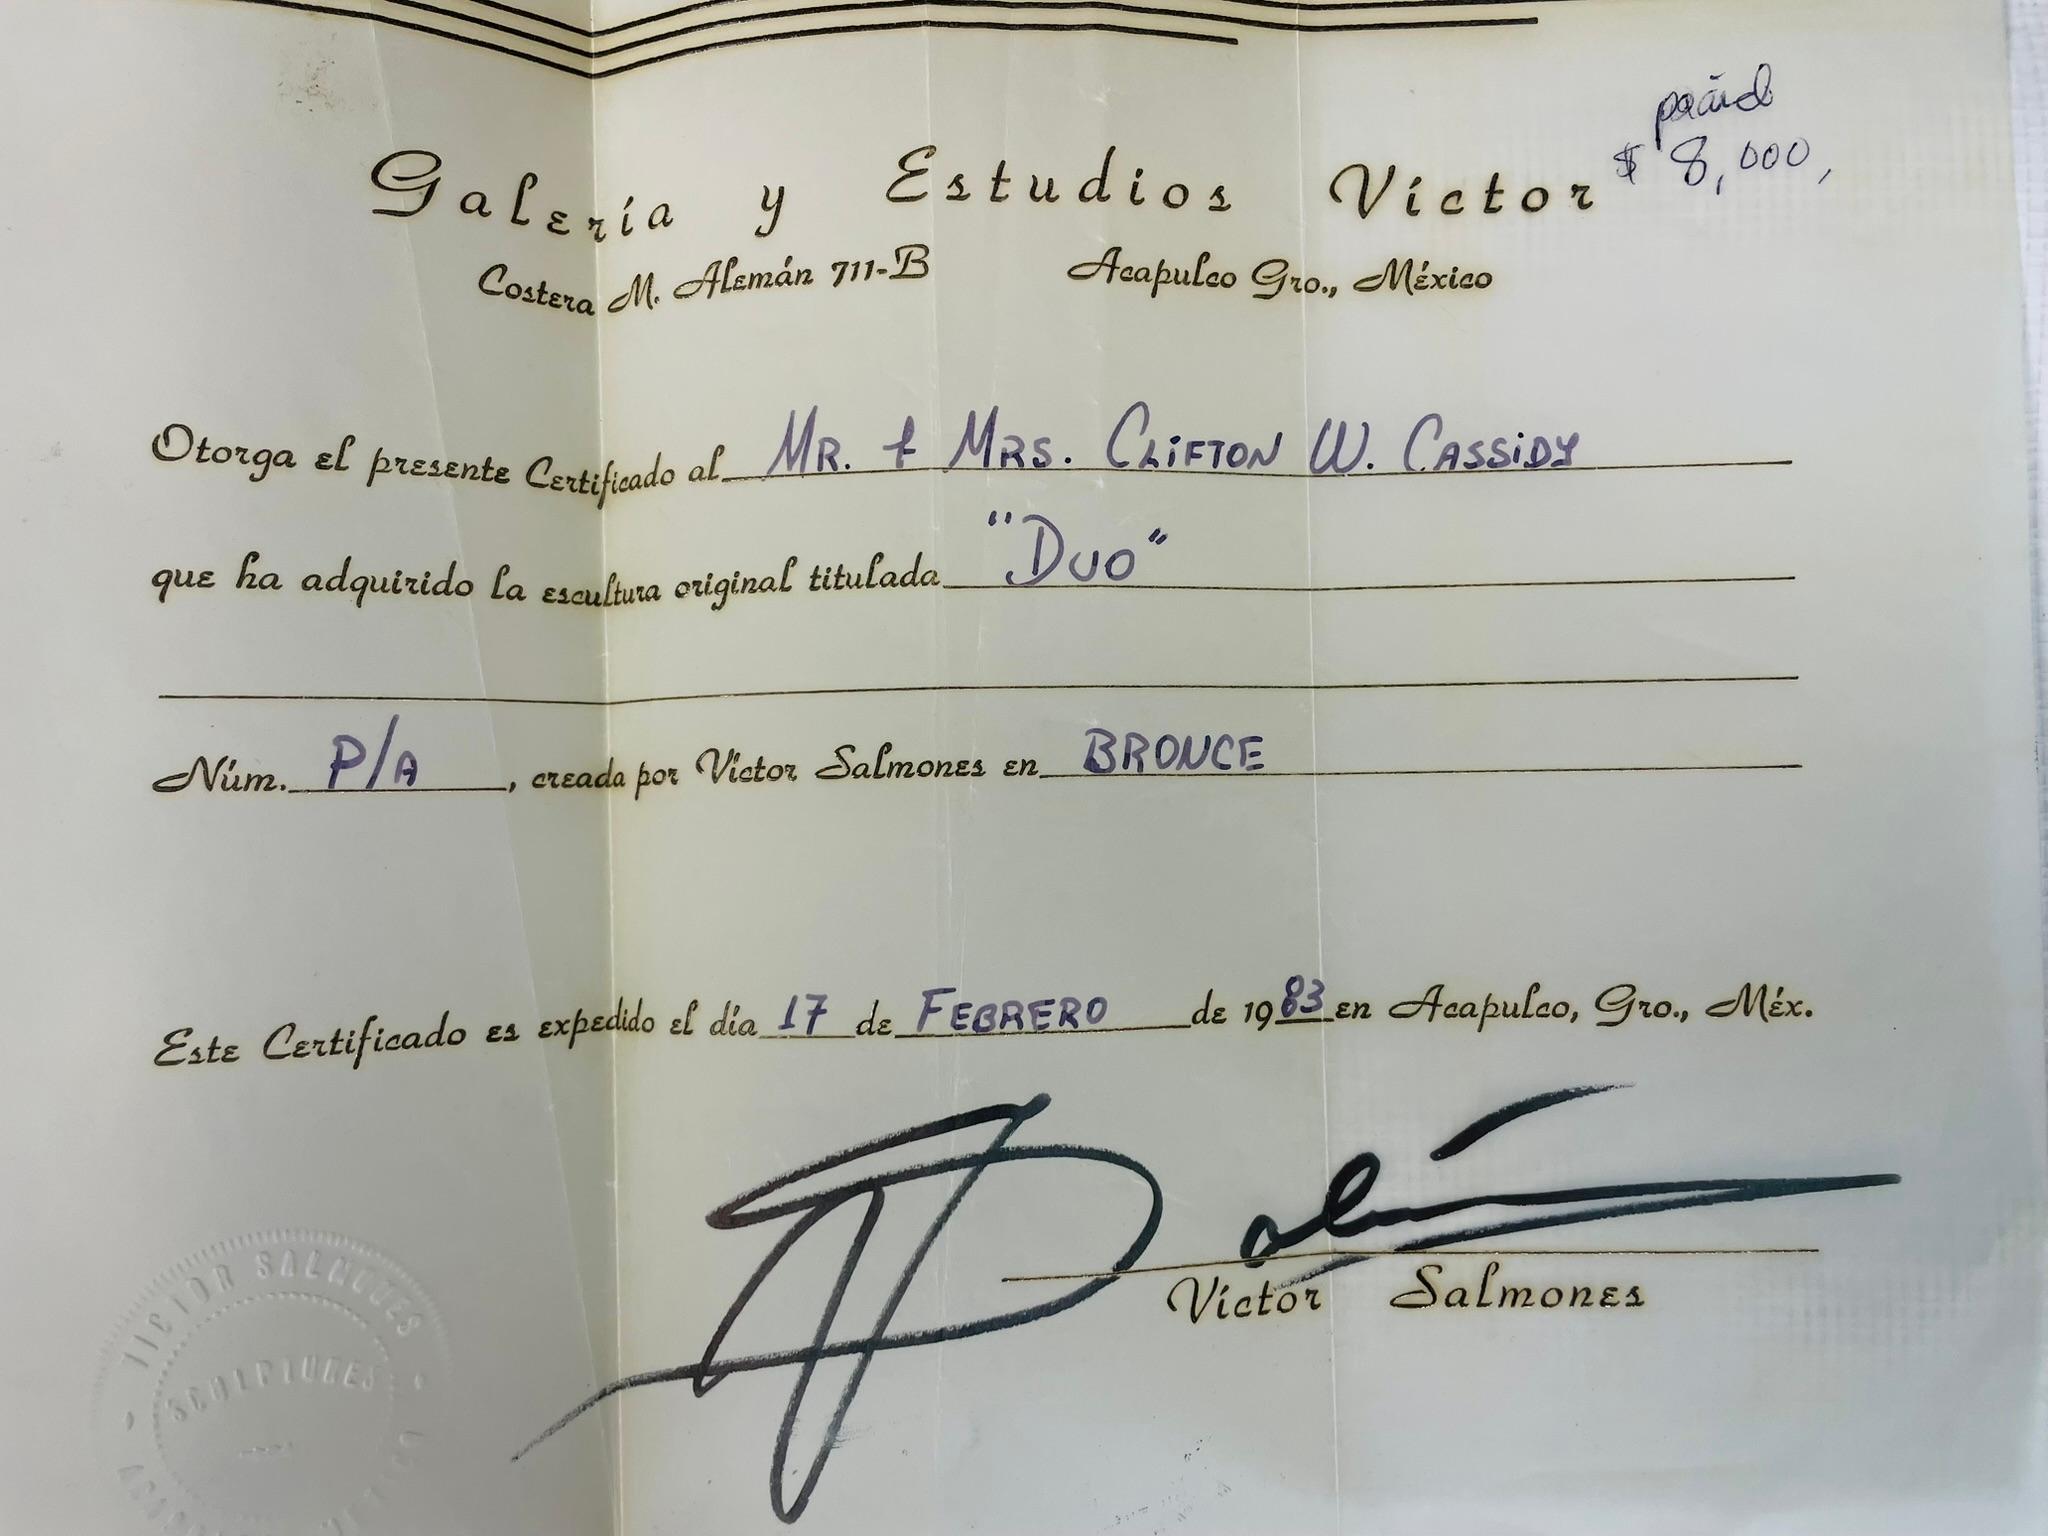 paid
$ 8,000,
Galería y Estudios Víctor
Costera M. Alemán 711-B Acapulco Gro., México
Otorga el presente Certificado al MR. & MRS. CLIFTON W. CASSIDY
que ha adquirido la escultura original titulada "DUO"
Núm. P/A, creada por Víctor Salmones en BRONCE
Este Certificado es expedido el día 17 de FEBRERO de 1983 en Acapulco, Gro., Méx.
Víctor Salmones
VICTOR SALMONES
SCULPTURES